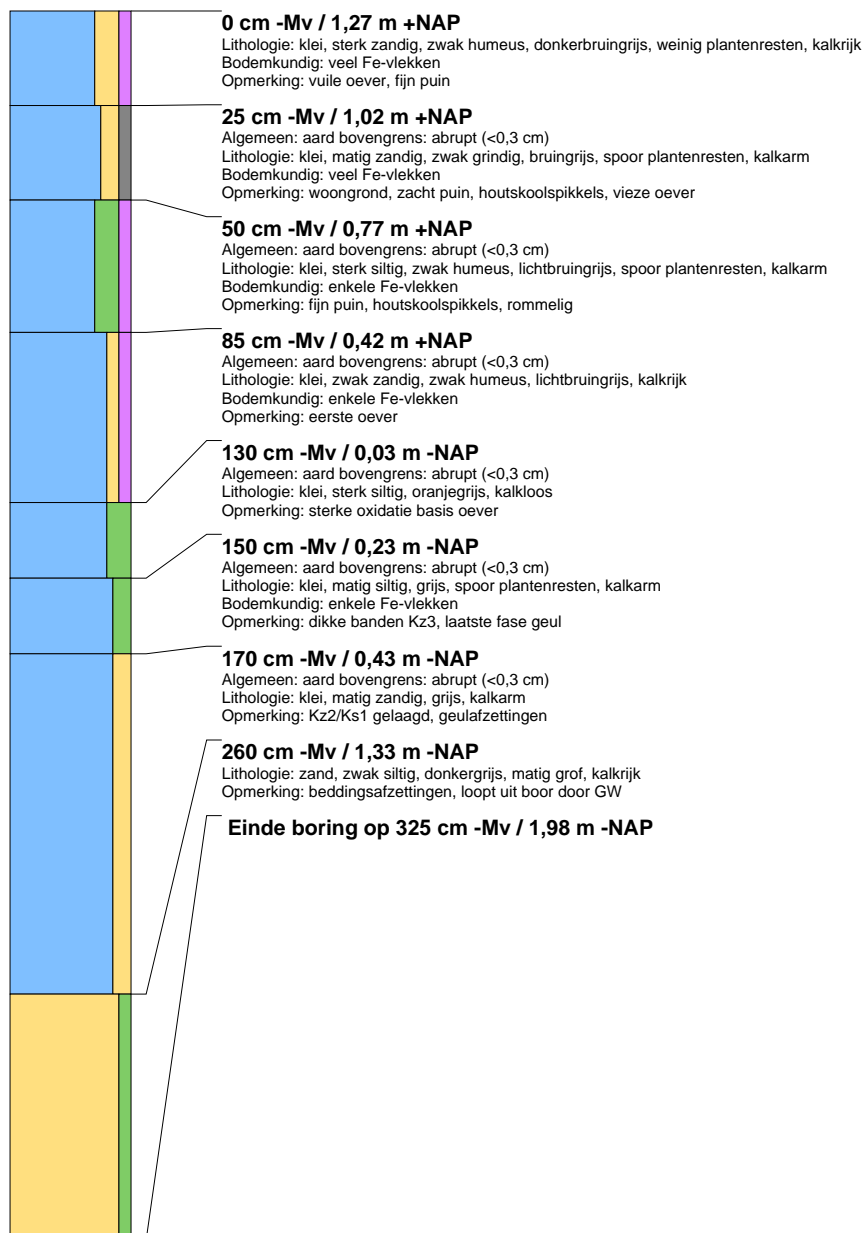 0 cm -Mv / 1,27 m +NAP
Lithologie: klei, sterk zandig, zwak humeus, donkerbruingrijs, weinig plantenresten, kalkrijk
Bodemkundig: veel Fe-vlekken
Opmerking: vuile oever, fijn puin
25 cm -Mv / 1,02 m +NAP
Algemeen: aard bovengrens: abrupt (<0,3 cm)
Lithologie: klei, matig zandig, zwak grindig, bruingrijs, spoor plantenresten, kalkarm
Bodemkundig: veel Fe-vlekken
Opmerking: woongrond, zacht puin, houtskoolspikkels, vieze oever
50 cm -Mv / 0,77 m +NAP
Algemeen: aard bovengrens: abrupt (<0,3 cm)
Lithologie: klei, sterk siltig, zwak humeus, lichtbruingrijs, spoor plantenresten, kalkarm
Bodemkundig: enkele Fe-vlekken
Opmerking: fijn puin, houtskoolspikkels, rommelig
85 cm -Mv / 0,42 m +NAP
Algemeen: aard bovengrens: abrupt (<0,3 cm)
Lithologie: klei, zwak zandig, zwak humeus, lichtbruingrijs, kalkrijk
Bodemkundig: enkele Fe-vlekken
Opmerking: eerste oever
130 cm -Mv / 0,03 m -NAP
Algemeen: aard bovengrens: abrupt (<0,3 cm)
Lithologie: klei, sterk siltig, oranjegrijs, kalkloos
Opmerking: sterke oxidatie basis oever
150 cm -Mv / 0,23 m -NAP
Algemeen: aard bovengrens: abrupt (<0,3 cm)
Lithologie: klei, matig siltig, grijs, spoor plantenresten, kalkarm
Bodemkundig: enkele Fe-vlekken
Opmerking: dikke banden Kz3, laatste fase geul
170 cm -Mv / 0,43 m -NAP
Algemeen: aard bovengrens: abrupt (<0,3 cm)
Lithologie: klei, matig zandig, grijs, kalkarm
Opmerking: Kz2/Ks1 gelaagd, geulafzettingen
260 cm -Mv / 1,33 m -NAP
Lithologie: zand, zwak siltig, donkergrijs, matig grof, kalkrijk
Opmerking: beddingsafzettingen, loopt uit boor door GW
Einde boring op 325 cm -Mv / 1,98 m -NAP